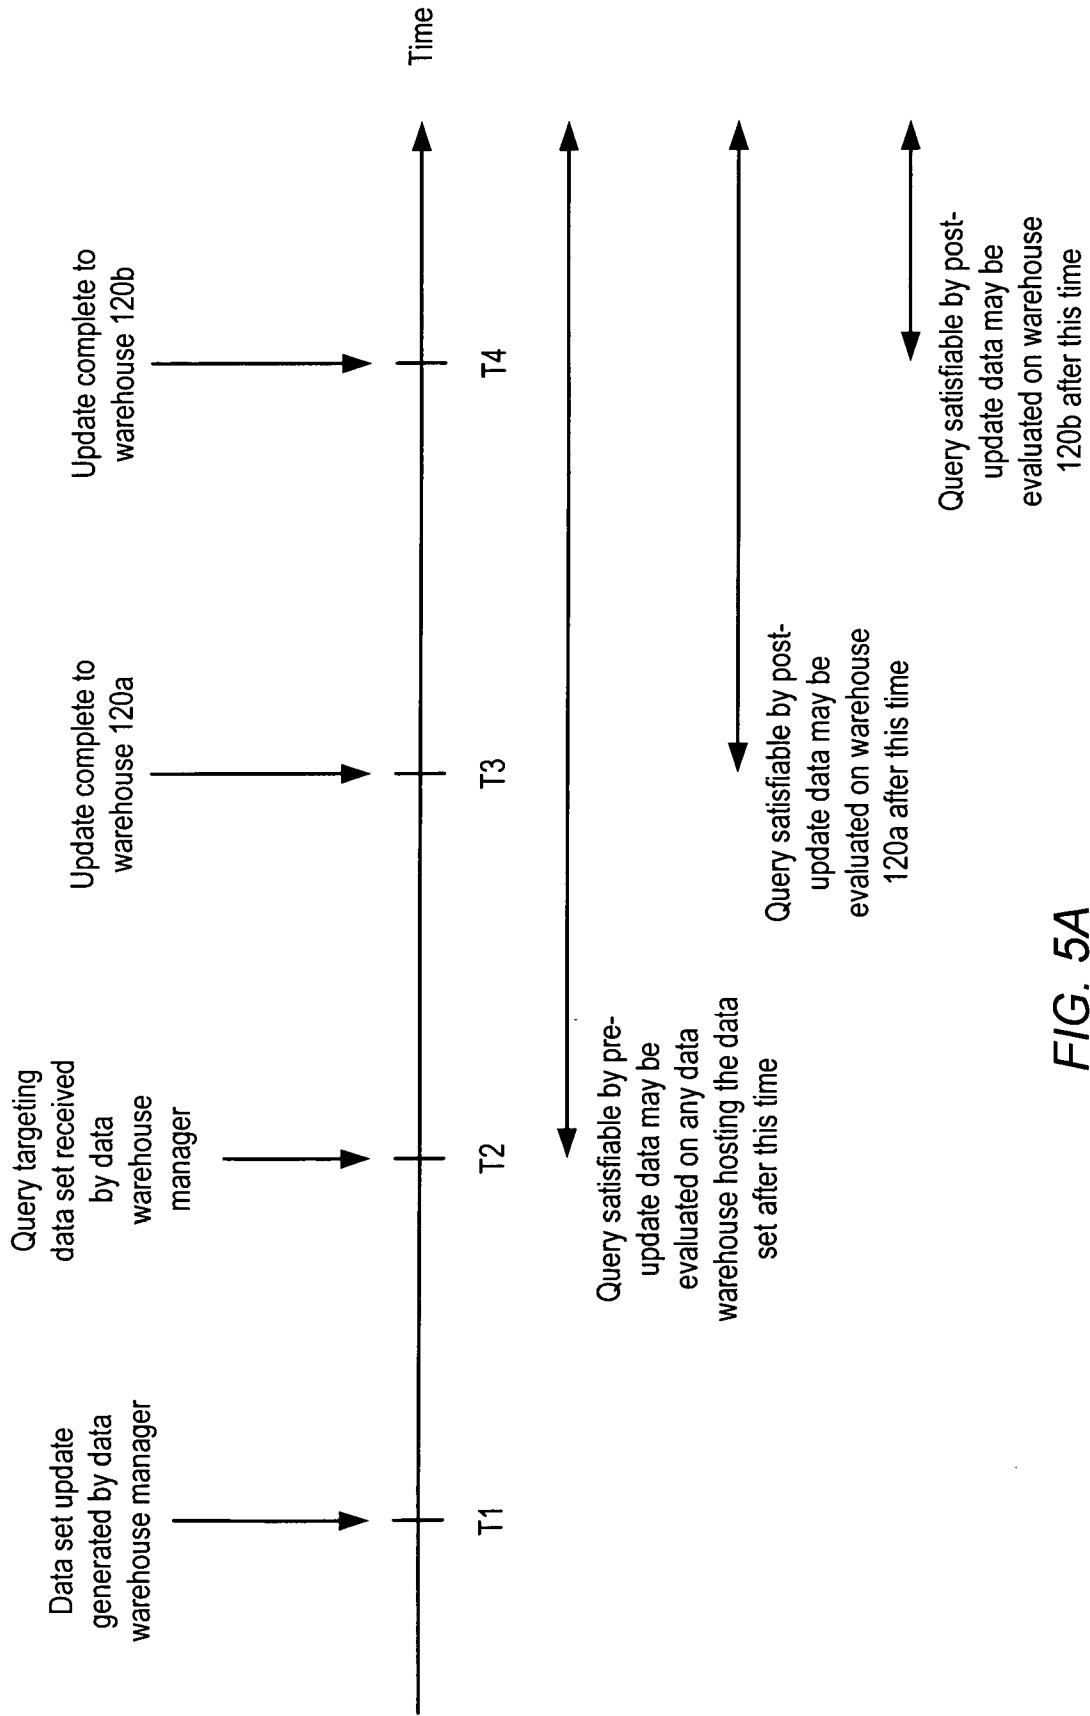 Data set update
generated by data
warehouse manager
Query targeting
data set received
by data
warehouse
manager
Update complete to
warehouse 120a
Update complete to
warehouse 120b
Time
T1
T2
T3
T4
Query satisfiable by pre-
update data may be
evaluated on any data
warehouse hosting the data
set after this time
Query satisfiable by post-
update data may be
evaluated on warehouse
120a after this time
Query satisfiable by post-
update data may be
evaluated on warehouse
120b after this time
FIG. 5A